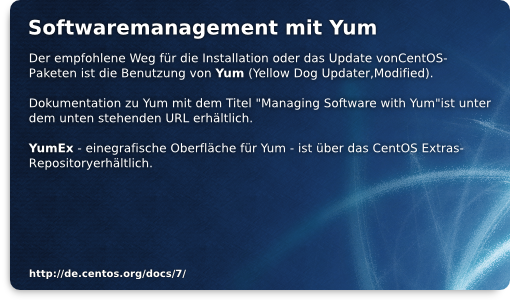 Softwaremanagement mit Yum
Der empfohlene Weg für die Installation oder das Update vonCentOS-
Paketen ist die Benutzung von Yum (Yellow Dog Updater,Modified).
Dokumentation zu Yum mit dem Titel "Managing Software with Yum"ist unter
dem unten stehenden URL erhältlich.
YumEx - einegrafische Oberfläche für Yum - ist über das CentOS Extras-
Repositoryerhältlich.
http://de.centos.org/docs/7/